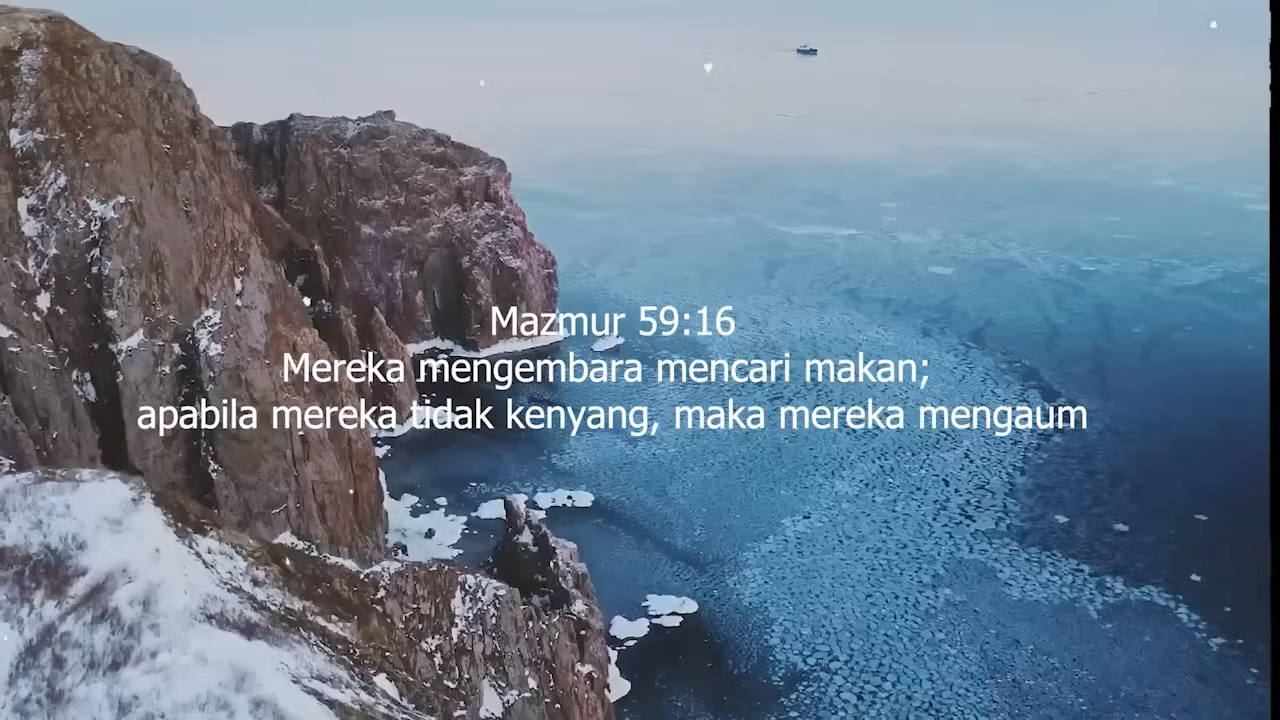 Mazmur 59:16
Mereka mengembara mencari makan;
apabila mereka tidak kenyang, maka mereka mengaum